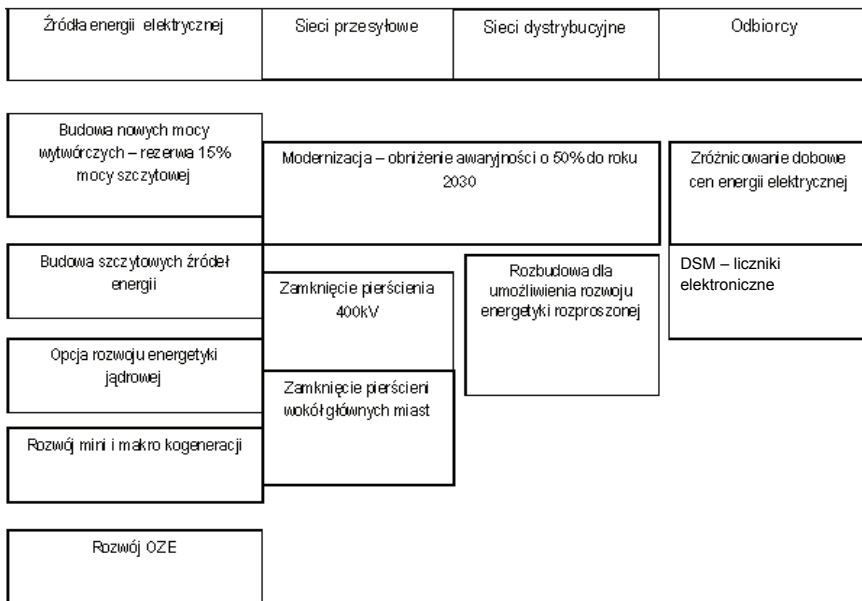 Źródła energii elektrycznej
Sieci przesyłowe
Sieci dystrybucyjne
Odbiorcy
Budowa nowych mocy
wytwórczych – rezerwa 15%
mocy szczytowej
Modernizacja – obniżenie awaryjności o 50% do roku
2030
Zróżnicowanie dobowe
cen energii elektrycznej
Budowa szczytowych źródeł
energii
Zamknięcie pierścienia
400kV
Rozbudowa dla
umożliwienia rozwoju
energetyki rozproszonej
DSM – liczniki
elektroniczne
Opcja rozwoju energetyki
jądrowej
Zamknięcie pierścieni
wokół głównych miast
Rozwój mini i makro kogeneracji
Rozwój OZE